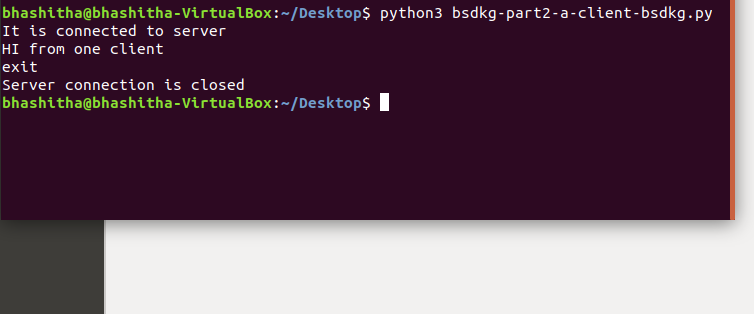 bhashitha@bhashitha-VirtualBox:~/Desktop$ python3 bsdkg-part2-a-client-bsdkg.py
It is connected to server
HI from one client
exit
Server connection is closed
bhashitha@bhashitha-VirtualBox:~/Desktop$